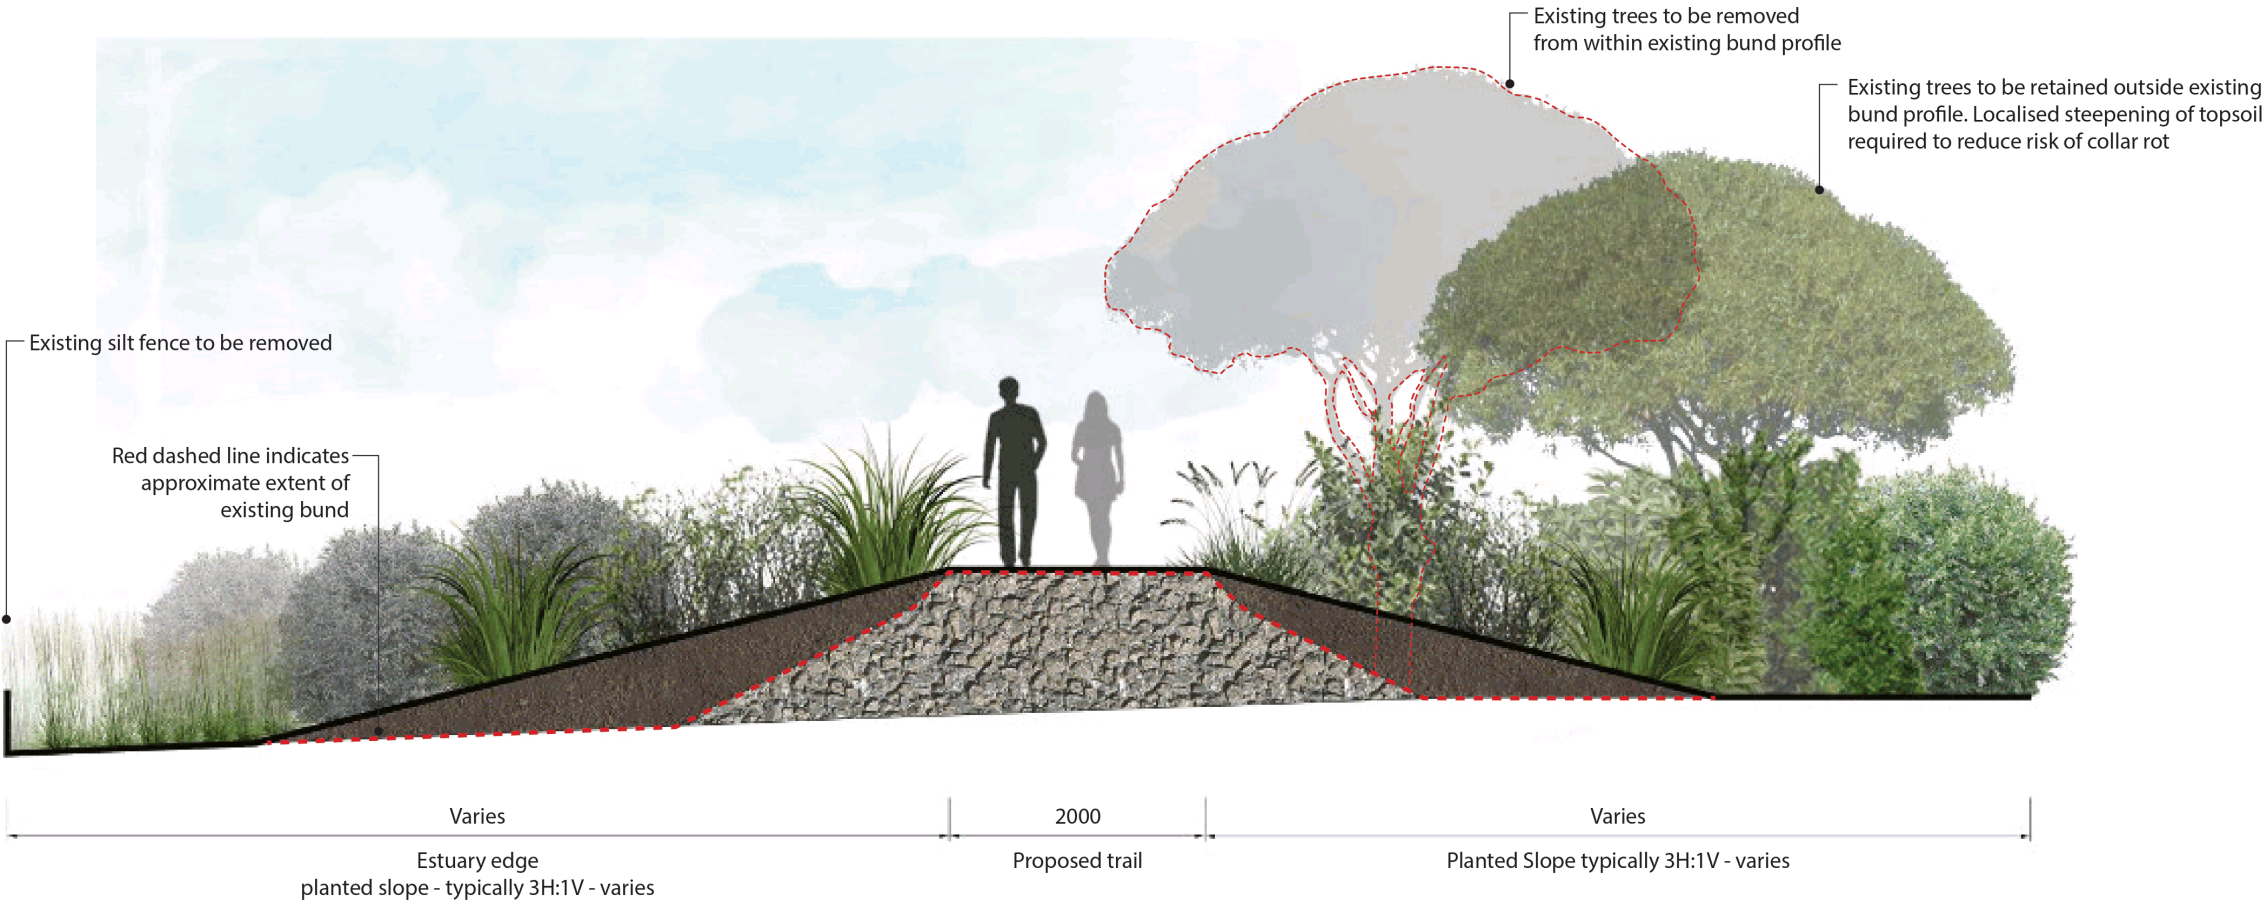 Existing trees to be removed
from within existing bund profile
Existing trees to be retained outside existing
bund profile. Localised steepening of topsoil
required to reduce risk of collar rot
Existing silt fence to be removed
Red dashed line indicates
approximate extent of
existing bund
Varies
2000
Varies
Estuary edge
planted slope - typically 3H:1V - varies
Proposed trail
Planted Slope typically 3H:1V - varies